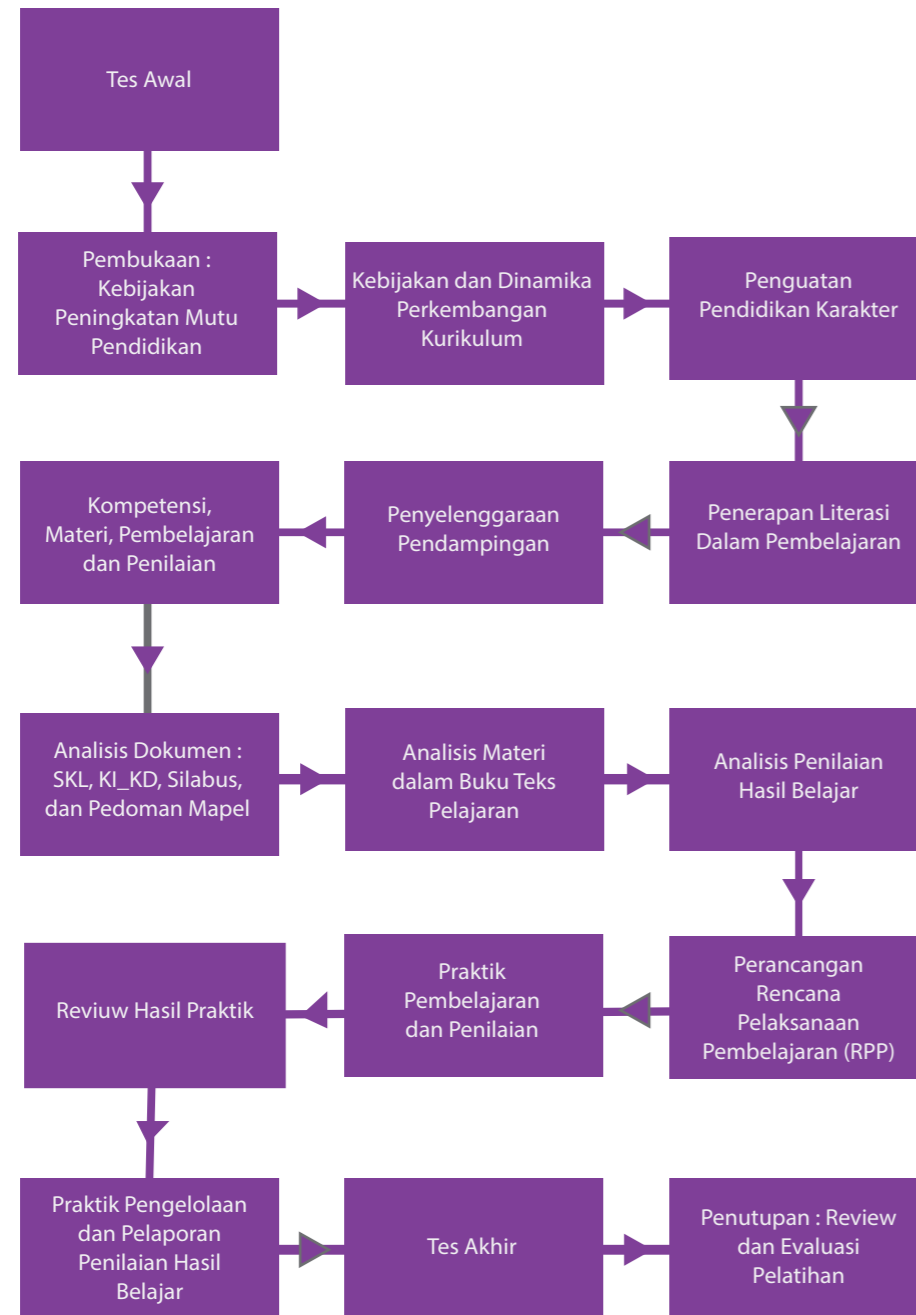 Tes Awal
Pembukaan :
Kebijakan
Peningkatan Mutu
Pendidikan
Kebijakan dan Dinamika
Perkembangan
Kurikulum
Penguatan
Pendidikan Karakter
Penerapan Literasi
Dalam Pembelajaran
Penyelenggaraan
Pendampingan
Kompetensi,
Materi, Pembelajaran
dan Penilaian
Analisis Dokumen :
SKL, KI_KD, Silabus,
dan Pedoman Mapel
Analisis Materi
dalam Buku Teks
Pelajaran
Analisis Penilaian
Hasil Belajar
Perancangan
Rencana
Pelaksanaan
Pembelajaran (RPP)
Praktik
Pembelajaran
dan Penilaian
Reviuw Hasil Praktik
Praktik Pengelolaan
dan Pelaporan
Penilaian Hasil
Belajar
Tes Akhir
Penutupan : Review
dan Evaluasi
Pelatihan